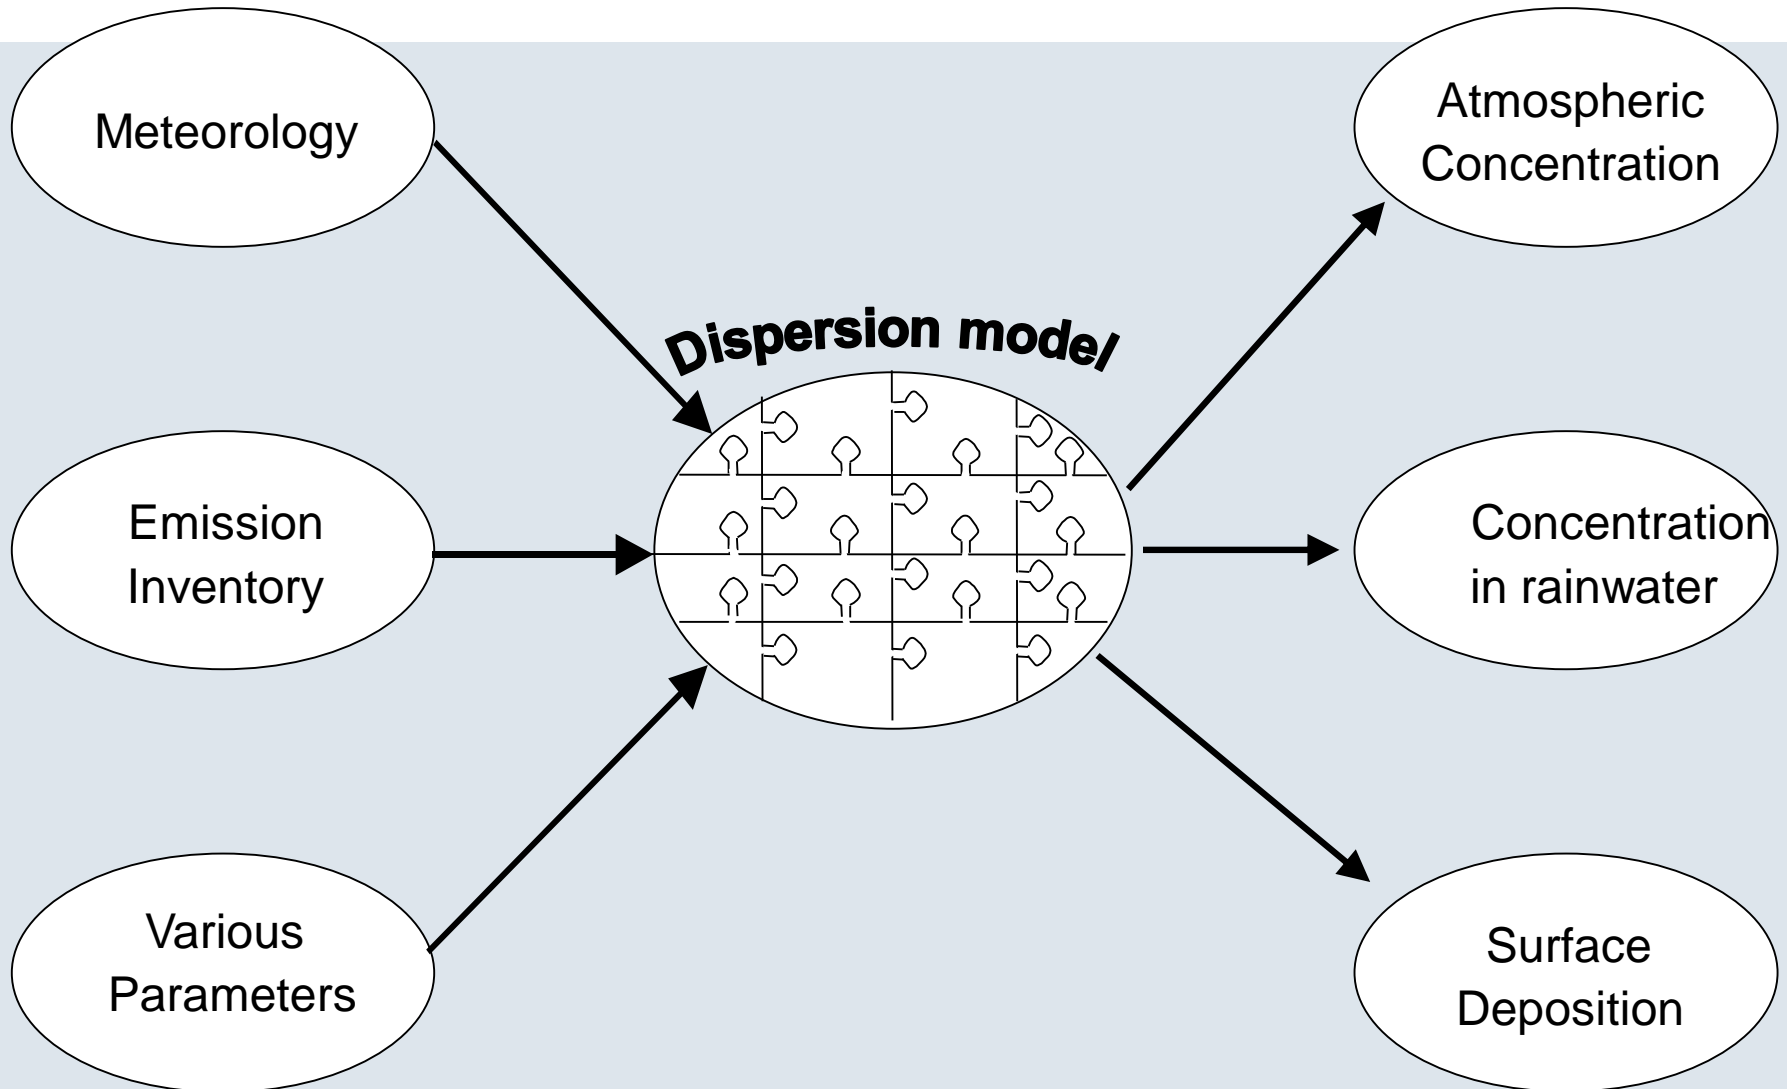 Meteorology
Emission
Inventory
Various
Parameters
Dispersion model
Atmospheric
Concentration
Concentration
in rainwater
Surface
Deposition